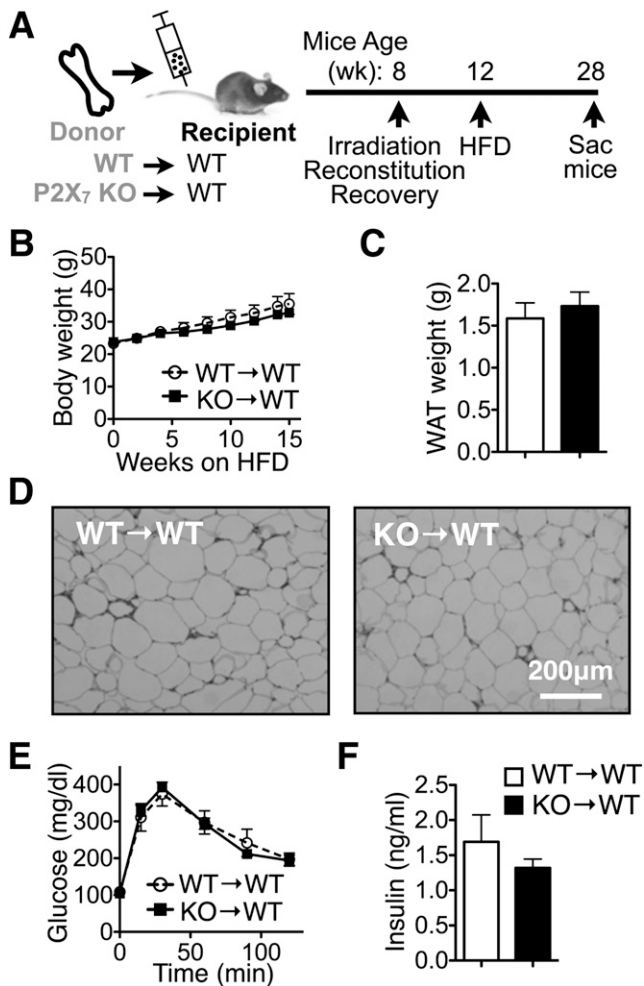 A
Donor
Recipient
WT → WT
P2X₇ KO → WT
Mice Age
(wk): 8 12 28
Irradiation
Reconstitution
Recovery
HFD
Sac
mice
B
Body weight (g)
50
40
30
20
10
0
0 5 10 15
Weeks on HFD
WT→WT
KO→WT
C
WAT weight (g)
2.0
1.5
1.0
0.5
0.0
D
WT→WT
KO→WT
200μm
E
Glucose (mg/dl)
400
300
200
100
0
0 50 100
Time (min)
WT→WT
KO→WT
F
Insulin (ng/ml)
2.5
2.0
1.5
1.0
0.5
0.0
WT→WT
KO→WT